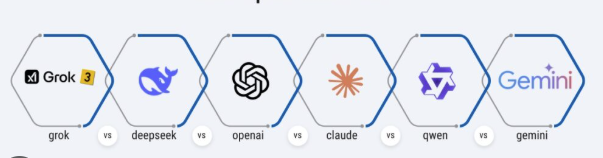 Grok 3
Gemini
grok vs deepseek vs openai vs claude vs qwen vs gemini